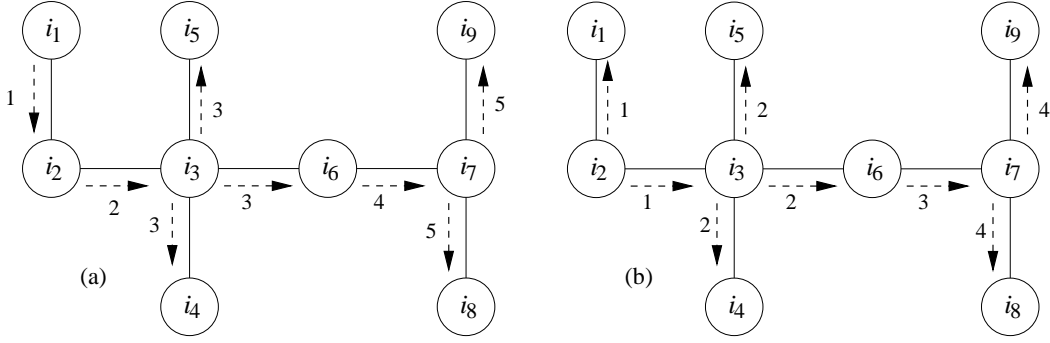 i1 i5 i9 i1 i5 i9
1 3 5 1 2 4
i2 i3 i6 i7 i2 i3 i6 i7
2 3 4 1 2 3
3 5 2 4
(a) (b)
i4 i8 i4 i8